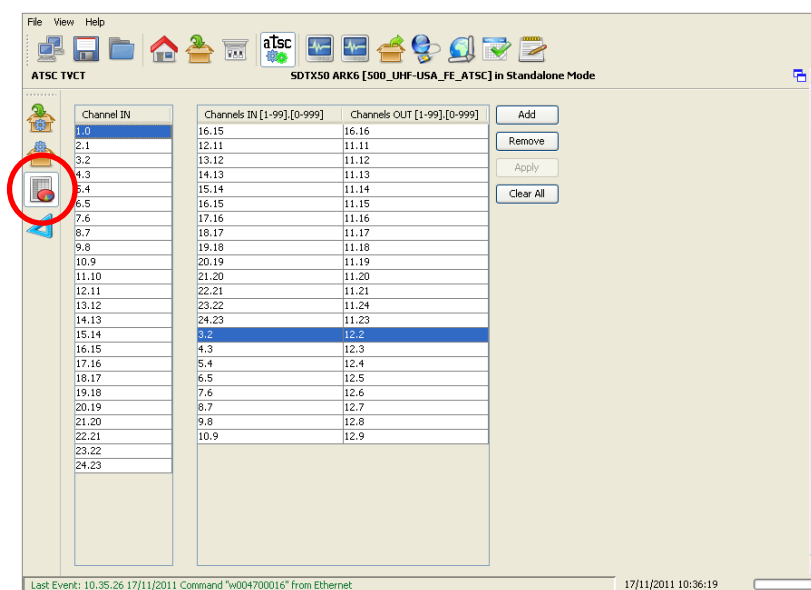 File View Help
atsc
ATSC TVCT SDTX50 ARK6 [500_UHF-USA_FE_ATSC] in Standalone Mode
Channel IN Channels IN [1-99].[0-999] Channels OUT [1-99].[0-999] Add
1.0 16.15 16.16
2.1 12.11 11.11 Remove
3.2 13.12 11.12
4.3 14.13 11.13 Apply
5.4 15.14 11.14 Clear All
6.5 16.15 11.15
7.6 17.16 11.16
8.7 18.17 11.17
9.8 19.18 11.18
10.9 20.19 11.19
11.10 21.20 11.20
12.11 22.21 11.21
13.12 23.22 11.24
14.13 24.23 11.23
15.14 3.2 12.2
16.15 4.3 12.3
17.16 5.4 12.4
18.17 6.5 12.5
19.18 7.6 12.6
20.19 8.7 12.7
21.20 9.8 12.8
22.21 10.9 12.9
23.22
24.23
Last Event: 10.35.26 17/11/2011 Command "w004700016" from Ethernet 17/11/2011 10:36:19